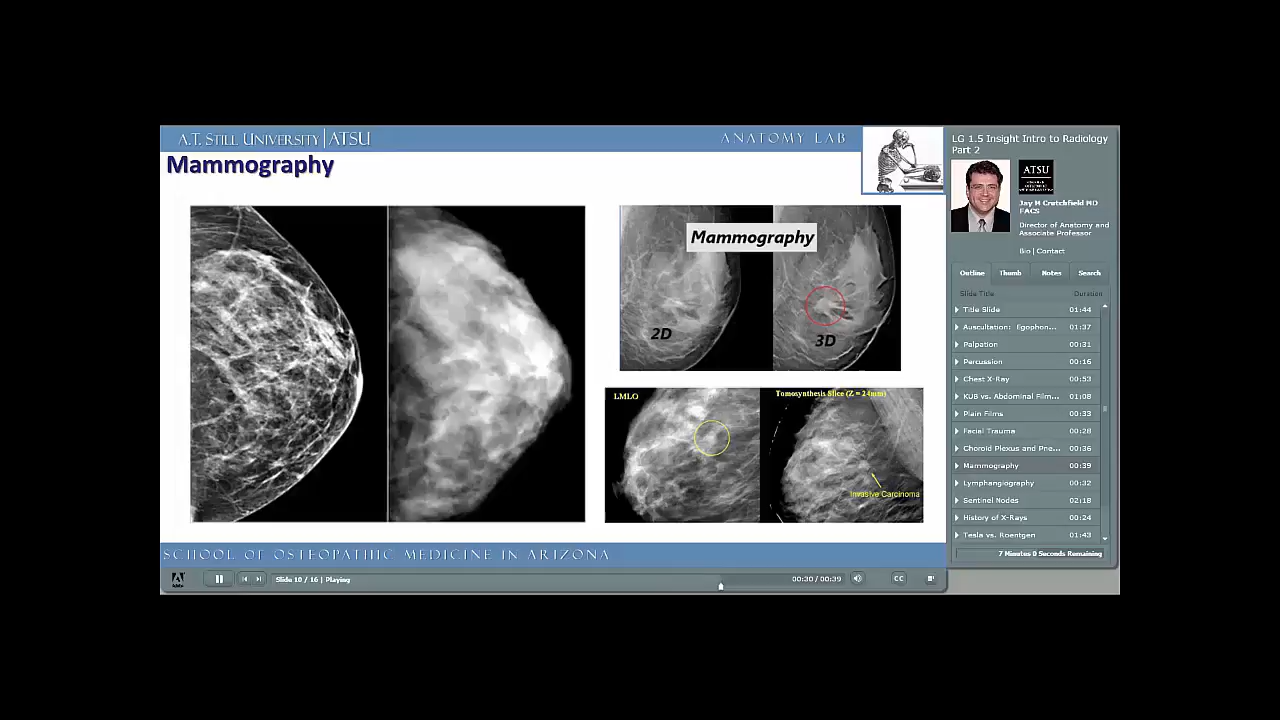 A.T. STILL UNIVERSITY | ATSU
ANATOMY LAB
Mammography
Mammography
2D
3D
LMLO
Tomosynthesis Slice (Z = 24mm)
Invasive Carcinoma
SCHOOL OF OSTEOPATHIC MEDICINE IN ARIZONA
Slide 10 / 16 | Playing
00:30 / 00:39
CC
LG 1.5 Insight Intro to Radiology
Part 2
ATSU
Jay M Crutchfield MD
FACS
Director of Anatomy and
Associate Professor
Bio | Contact
Outline Thumb Notes Search
Slide Title Duration
Title Slide 01:44
Auscultation: Egophon... 01:37
Palpation 00:31
Percussion 00:16
Chest X-Ray 00:53
KUB vs. Abdominal Film... 01:08
Plain Films 00:33
Facial Trauma 00:28
Choroid Plexus and Pne... 00:36
Mammography 00:39
Lymphangiography 00:32
Sentinel Nodes 02:18
History of X-Rays 00:24
Tesla vs. Roentgen 01:43
7 Minutes 0 Seconds Remaining